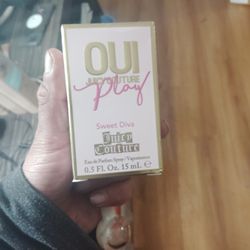 OUI
JUICY COUTURE
Play
Sweet Diva
Juicy
Couture
Eau de Parfum Spray / Vaporisateur
0.5 Fl. Oz. 15 mL e